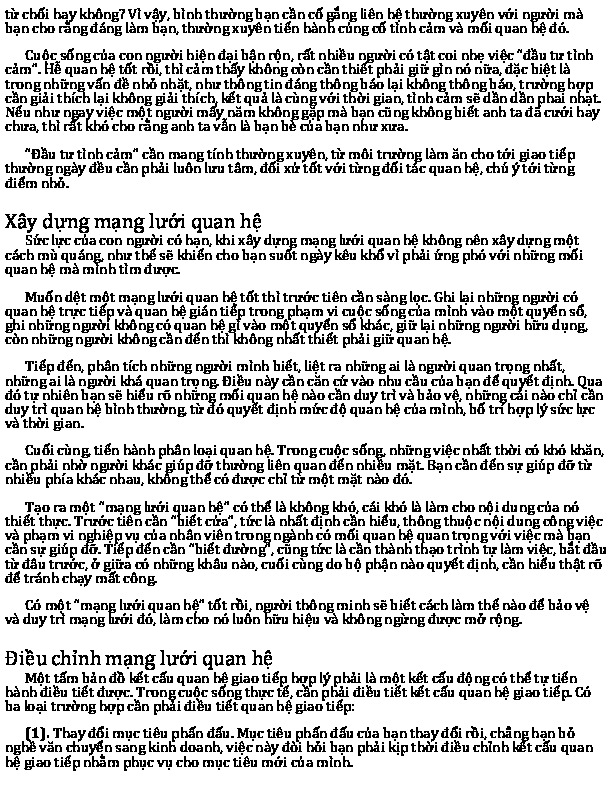 từ chối hay không? Vì vậy, bình thường bạn cần cố gắng liên hệ thường xuyên với người mà
bạn cho rằng đáng làm bạn, thường xuyên tiến hành củng cố tình cảm và mối quan hệ đó.
Cuộc sống của con người hiện đại bận rộn, rất nhiều người có tật coi nhẹ việc "đầu tư tình
cảm". Hễ quan hệ tốt rồi, thì cảm thấy không còn cần thiết phải giữ gìn nó nữa, đặc biệt là
trong những vấn đề nhỏ nhặt, như thông tin đáng thông báo lại không thông báo, trường hợp
cần giải thích lại không giải thích, kết quả là cùng với thời gian, tình cảm sẽ dần dần phai nhạt.
Nếu như ngay việc một người mấy năm không gặp mà bạn cũng không biết anh ta đã cưới hay
chưa, thì rất khó cho rằng anh ta vẫn là bạn bè của bạn như xưa.
"Đầu tư tình cảm" cần mang tính thường xuyên, từ môi trường làm ăn cho tới giao tiếp
thường ngày đều cần phải luôn lưu tâm, đối xử tốt với từng đối tác quan hệ, chú ý tới từng
điểm nhỏ.
Xây dựng mạng lưới quan hệ
Sức lực của con người có hạn, khi xây dựng mạng lưới quan hệ không nên xây dựng một
cách mù quáng, như thế sẽ khiến cho bạn suốt ngày kêu khổ vì phải ứng phó với những mối
quan hệ mà mình tìm được.
Muốn dệt một mạng lưới quan hệ tốt thì trước tiên cần sàng lọc. Ghi lại những người có
quan hệ trực tiếp và quan hệ gián tiếp trong phạm vi cuộc sống của mình vào một quyển sổ,
ghi những người không có quan hệ gì vào một quyển sổ khác, giữ lại những người hữu dụng,
còn những người không cần đến thì không nhất thiết phải giữ quan hệ.
Tiếp đến, phân tích những người mình biết, liệt ra những ai là người quan trọng nhất,
những ai là người khá quan trọng. Điều này cần căn cứ vào nhu cầu của bạn để quyết định. Qua
đó tự nhiên bạn sẽ hiểu rõ những mối quan hệ nào cần duy trì và bảo vệ, những cái nào chỉ cần
duy trì quan hệ bình thường, từ đó quyết định mức độ quan hệ của mình, bố trí hợp lý sức lực
và thời gian.
Cuối cùng, tiến hành phân loại quan hệ. Trong cuộc sống, những việc nhất thời có khó khăn,
cần phải nhờ người khác giúp đỡ thường liên quan đến nhiều mặt. Bạn cần đến sự giúp đỡ từ
nhiều phía khác nhau, không thể có được chỉ từ một mặt nào đó.
Tạo ra một "mạng lưới quan hệ" có thể là không khó, cái khó là làm cho nội dung của nó
thiết thực. Trước tiên cần "biết cửa", tức là nhất định cần hiểu, thông thuộc nội dung công việc
và phạm vi nghiệp vụ của nhân viên trong ngành có mối quan hệ quan trọng với việc mà bạn
cần sự giúp đỡ. Tiếp đến cần "biết đường", cũng tức là cần thành thạo trình tự làm việc, bắt đầu
từ đâu trước, ở giữa có những khâu nào, cuối cùng do bộ phận nào quyết định, cần hiểu thật rõ
để tránh chạy mất công.
Có một "mạng lưới quan hệ" tốt rồi, người thông minh sẽ biết cách làm thế nào để bảo vệ
và duy trì mạng lưới đó, làm cho nó luôn hữu hiệu và không ngừng được mở rộng.
Điều chỉnh mạng lưới quan hệ
Một tấm bản đồ kết cấu quan hệ giao tiếp hợp lý phải là một kết cấu động có thể tự tiến
hành điều tiết được. Trong cuộc sống thực tế, cần phải điều tiết kết cấu quan hệ giao tiếp. Có
ba loại trường hợp cần phải điều tiết quan hệ giao tiếp:
(1). Thay đổi mục tiêu phấn đấu. Mục tiêu phấn đấu của bạn thay đổi rồi, chẳng hạn bỏ
nghề văn chuyển sang kinh doanh, việc này đòi hỏi bạn phải kịp thời điều chỉnh kết cấu quan
hệ giao tiếp nhằm phục vụ cho mục tiêu mới của mình.